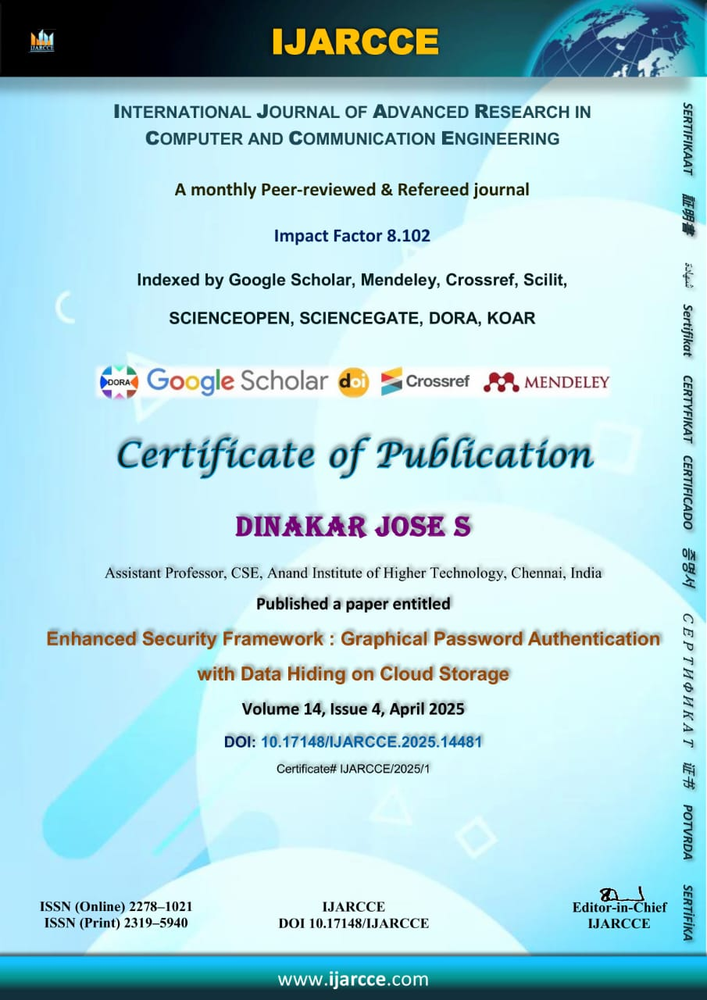 IJARCCE
IJARCCE
INTERNATIONAL JOURNAL OF ADVANCED RESEARCH IN
COMPUTER AND COMMUNICATION ENGINEERING
A monthly Peer-reviewed & Refereed journal
Impact Factor 8.102
Indexed by Google Scholar, Mendeley, Crossref, Scilit,
SCIENCEOPEN, SCIENCEGATE, DORA, KOAR
DORA Google Scholar doi Crossref MENDELEY
Certificate of Publication
DINAKAR JOSE S
Assistant Professor, CSE, Anand Institute of Higher Technology, Chennai, India
Published a paper entitled
Enhanced Security Framework : Graphical Password Authentication
with Data Hiding on Cloud Storage
Volume 14, Issue 4, April 2025
DOI: 10.17148/IJARCCE.2025.14481
Certificate# IJARCCE/2025/1
ISSN (Online) 2278–1021
ISSN (Print) 2319–5940
IJARCCE
DOI 10.17148/IJARCCE
Editor-in-Chief
IJARCCE
www.ijarcce.com
SERTIFIKAAT 証明書 شهادة Sertifikat CERTYFIKAT CERTIFICADO 증명서 СЕРТИФИКАТ 证书 POTVRDA SERTİFİKA